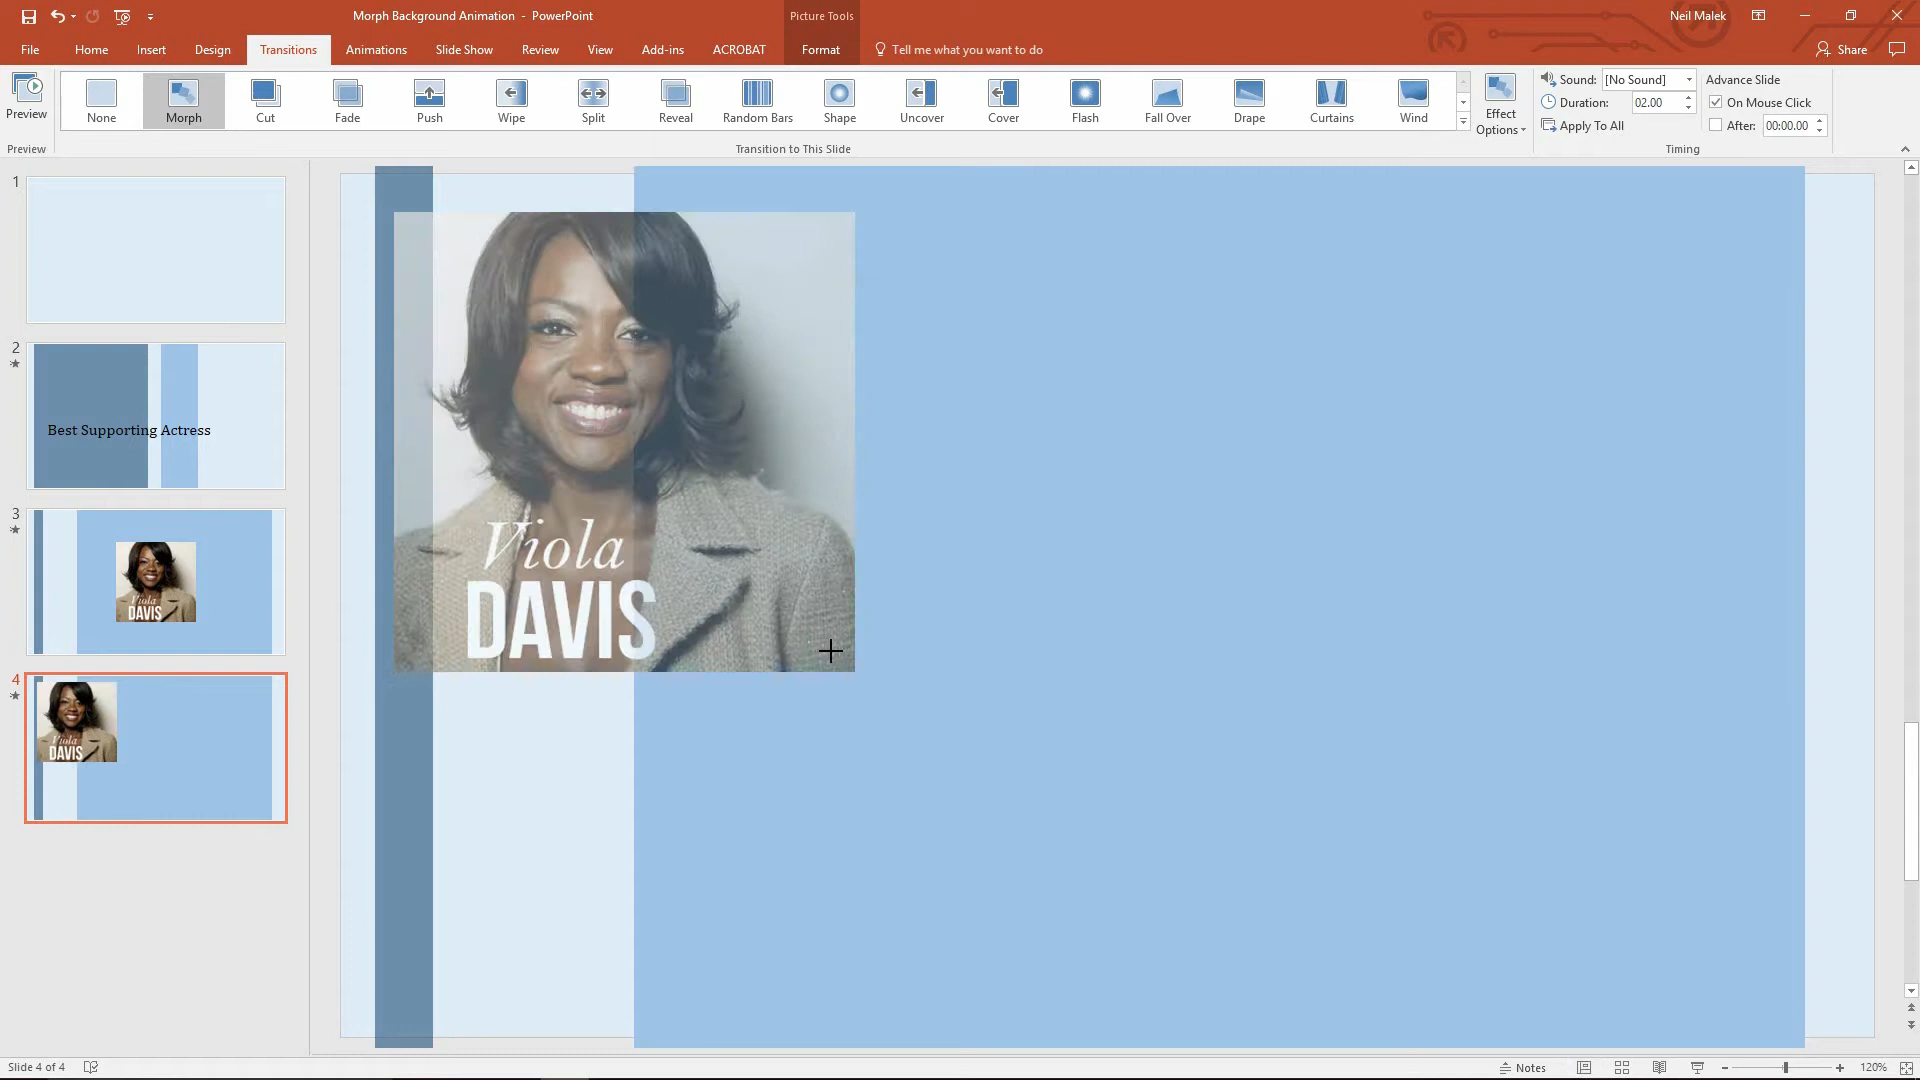 Morph Background Animation - PowerPoint
Picture Tools
Neil Malek
File Home Insert Design Transitions Animations Slide Show Review View Add-ins ACROBAT Format Tell me what you want to do Share
Preview None Morph Cut Fade Push Wipe Split Reveal Random Bars Shape Uncover Cover Flash Fall Over Drape Curtains Wind
Effect Options
Sound: [No Sound] Advance Slide
Duration: 02.00 On Mouse Click
Apply To All After: 00:00.00
Preview Transition to This Slide Timing
1
2
Best Supporting Actress
3
Viola
DAVIS
4
Viola
DAVIS
Viola
DAVIS
Slide 4 of 4 Notes 120%